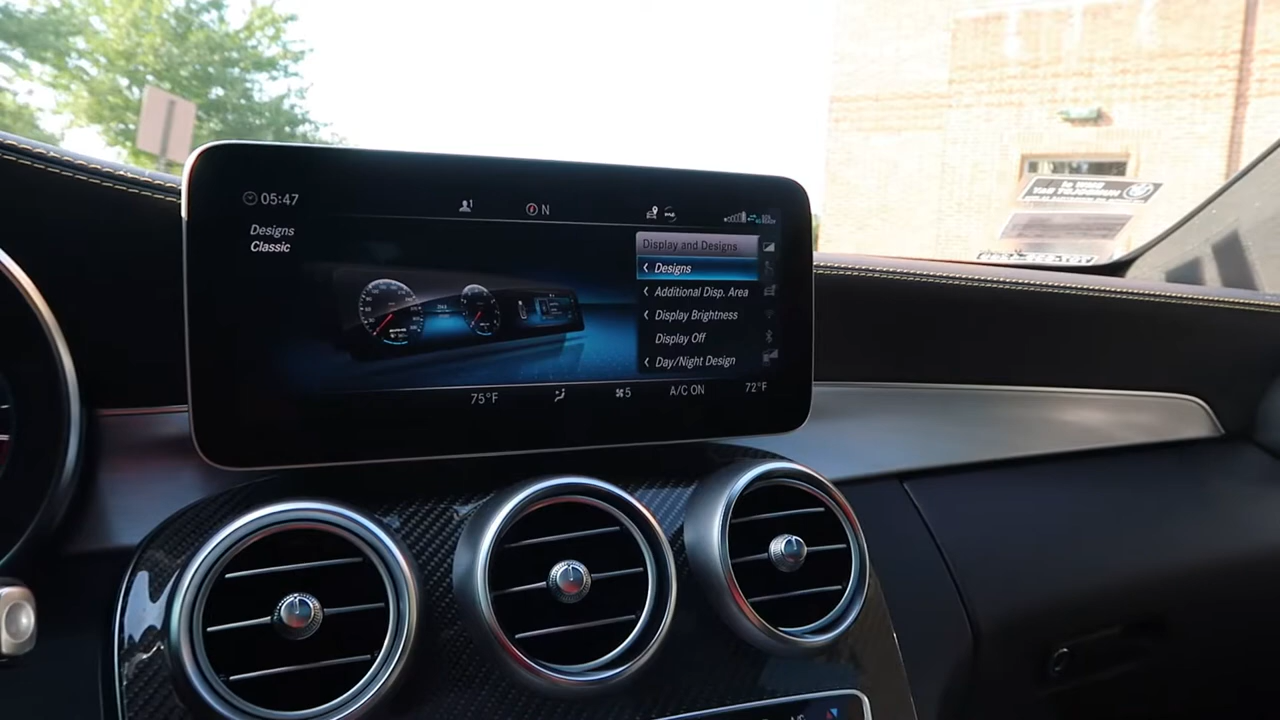 05:47
1
N
Designs
Classic
Display and Designs
Designs
Additional Disp. Area
Display Brightness
Display Off
Day/Night Design
75°F
5
A/C ON
72°F